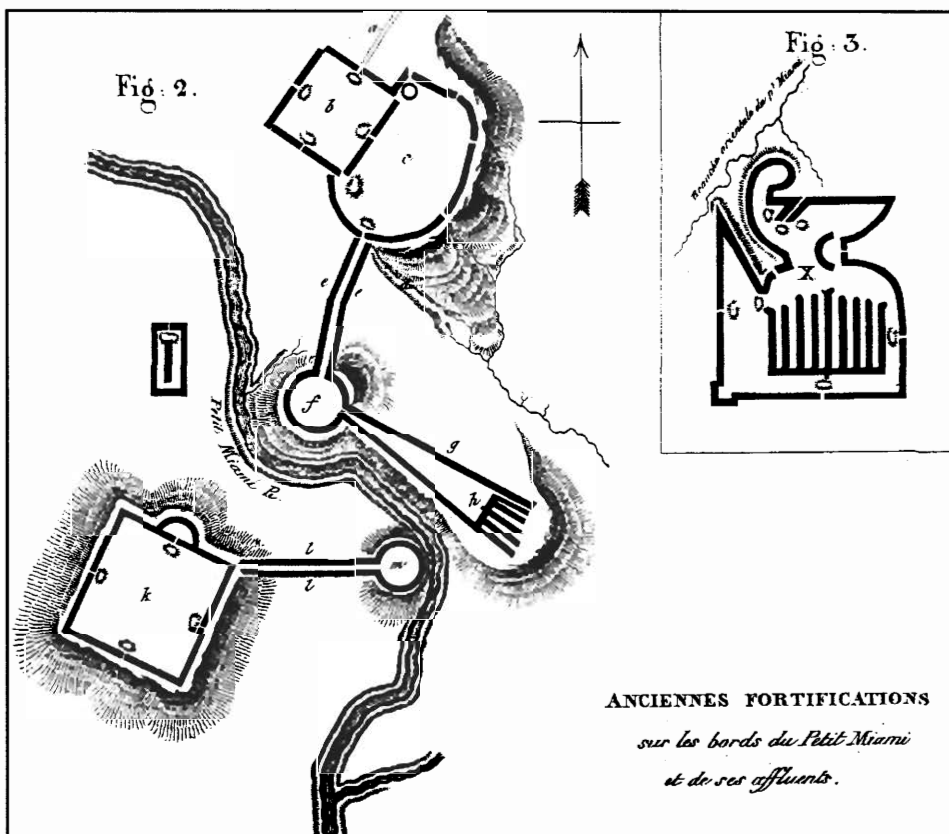 Fig: 2.
a
b
c
e
e
f
g
h
Petit Miami R.
k
l
l
m
Fig: 3.
Branche orientale du pt Miami
X
ANCIENNES FORTIFICATIONS
sur les bords du Petit Miami
et de ses affluents.